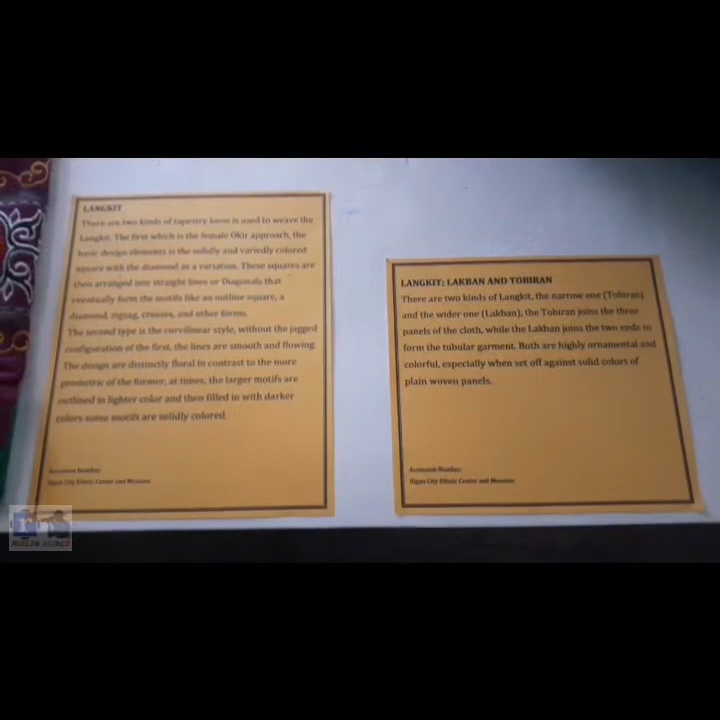 LANGKIT
There are two kinds of tapestry loom is used to weave the
Langkit. The first which is the female Okir approach, the
basic design elements is the solidly and variedly colored
square with the diamond as a variation. These squares are
then arranged into straight lines or Diagonals that
eventually form the motifs like an outline square, a
diamond, zigzag, crosses, and other forms.
The second type is the curvilinear style, without the jagged
configuration of the first, the lines are smooth and flowing.
The design are distinctly floral in contrast to the more
geometric of the former, at times, the larger motifs are
outlined in lighter color and then filled in with darker
colors some motifs are solidly colored.
Accession Number:
Iligan City Ethnic Center and Museum
LANGKIT; LAKBAN AND TOBIRAN
There are two kinds of Langkit, the narrow one (Tobiran)
and the wider one (Lakban), the Tobiran joins the three
panels of the cloth, while the Lakban joins the two ends to
form the tubular garment. Both are highly ornamental and
colorful, especially when set off against solid colors of
plain woven panels.
Accession Number:
Iligan City Ethnic Center and Museum